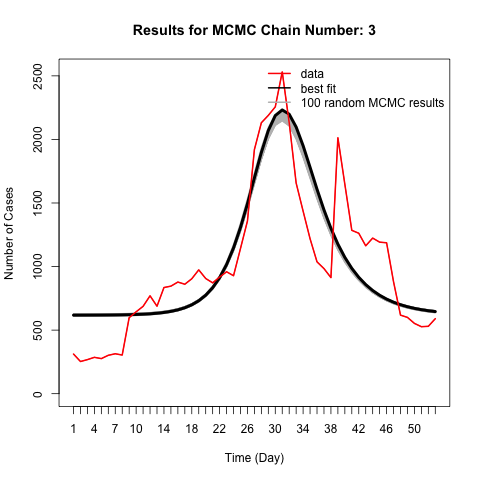 Results for MCMC Chain Number: 3
data
best fit
100 random MCMC results
Number of Cases
2500
2000
1500
1000
500
0
1 4 7 10 14 18 22 26 30 34 38 42 46 50
Time (Day)